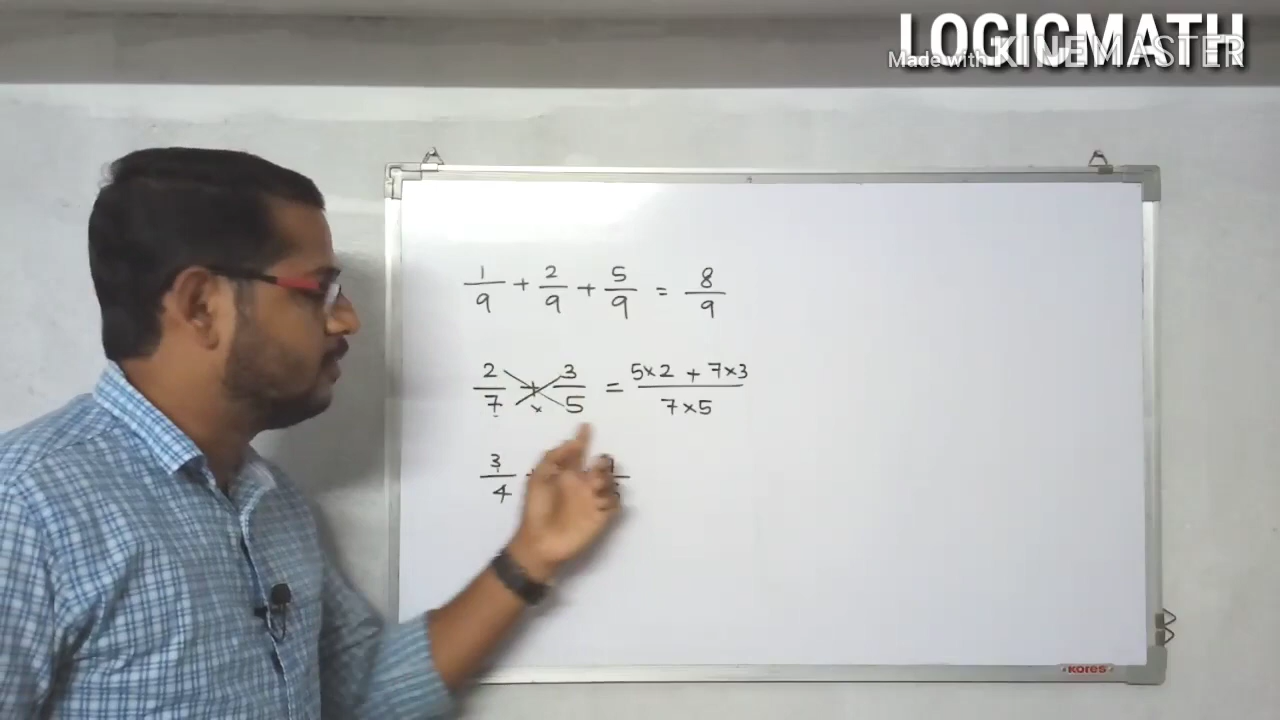 LOGICMATH
Made with KINEMASTER
1/9 + 2/9 + 5/9 = 8/9
2/7 + 3/5 = 5×2 + 7×3 / 7×5
×
3/4 +
KORES